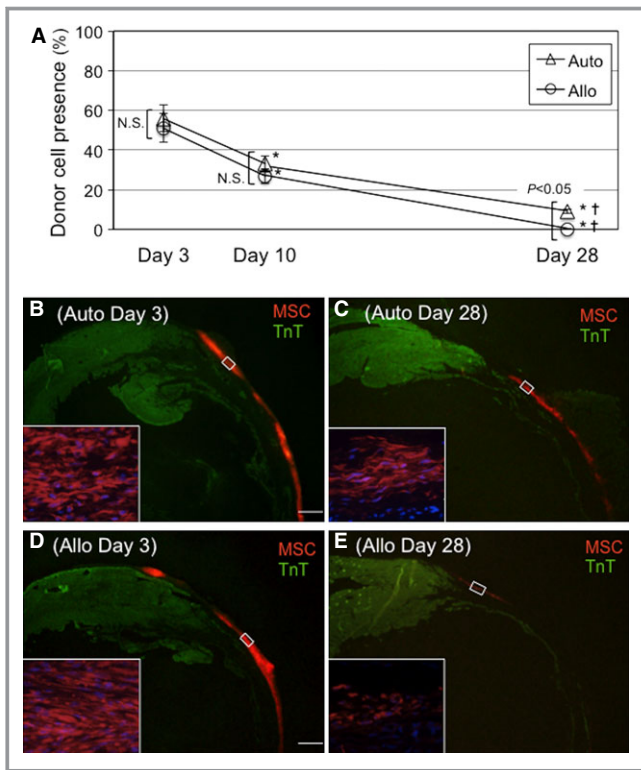 A
Donor cell presence (%)
100
80
60
40
20
0
Auto
Allo
N.S.
*
*
N.S.
P<0.05
* †
* †
Day 3
Day 10
Day 28
B
(Auto Day 3)
MSC
TnT
C
(Auto Day 28)
MSC
TnT
D
(Allo Day 3)
MSC
TnT
E
(Allo Day 28)
MSC
TnT